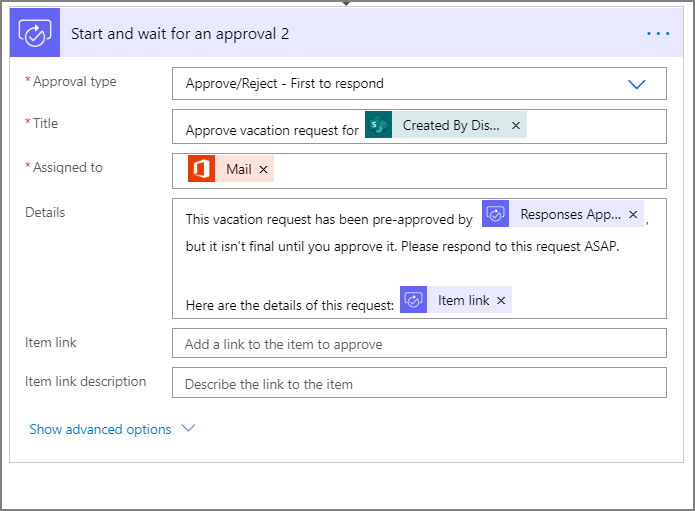 Start and wait for an approval 2
* Approval type
Approve/Reject - First to respond
* Title
Approve vacation request for Created By Dis... ×
* Assigned to
Mail ×
Details
This vacation request has been pre-approved by Responses App... × ,
but it isn't final until you approve it. Please respond to this request ASAP.
Here are the details of this request: Item link ×
Item link
Add a link to the item to approve
Item link description
Describe the link to the item
Show advanced options